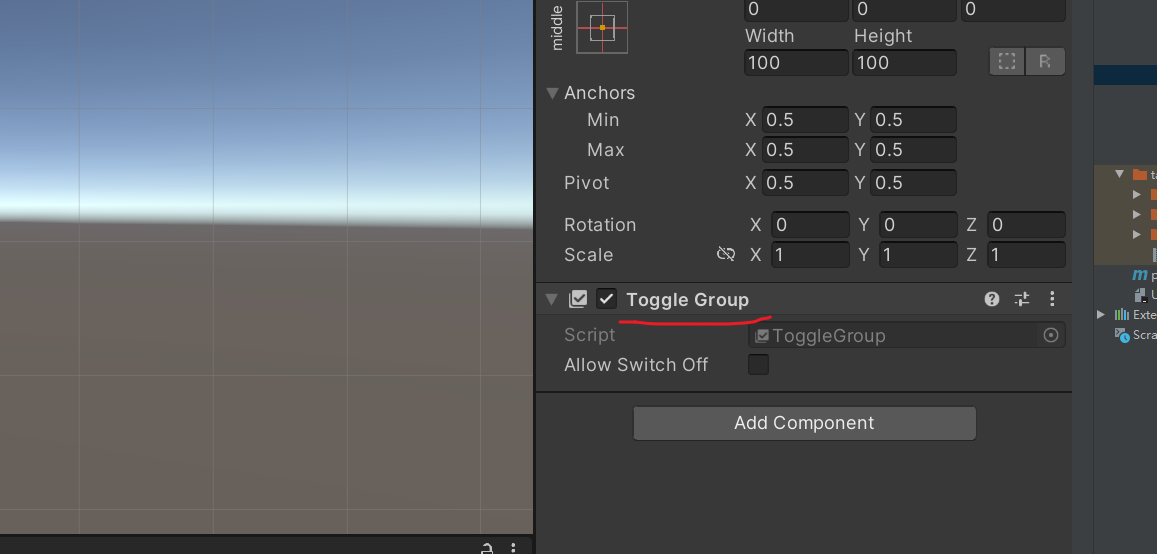 middle
0 0 0
Width Height
100 100 R
Anchors
Min X 0.5 Y 0.5
Max X 0.5 Y 0.5
Pivot X 0.5 Y 0.5
Rotation X 0 Y 0 Z 0
Scale X 1 Y 1 Z 1
Toggle Group
Script ToggleGroup
Allow Switch Off
Add Component
m
Exte
Scra